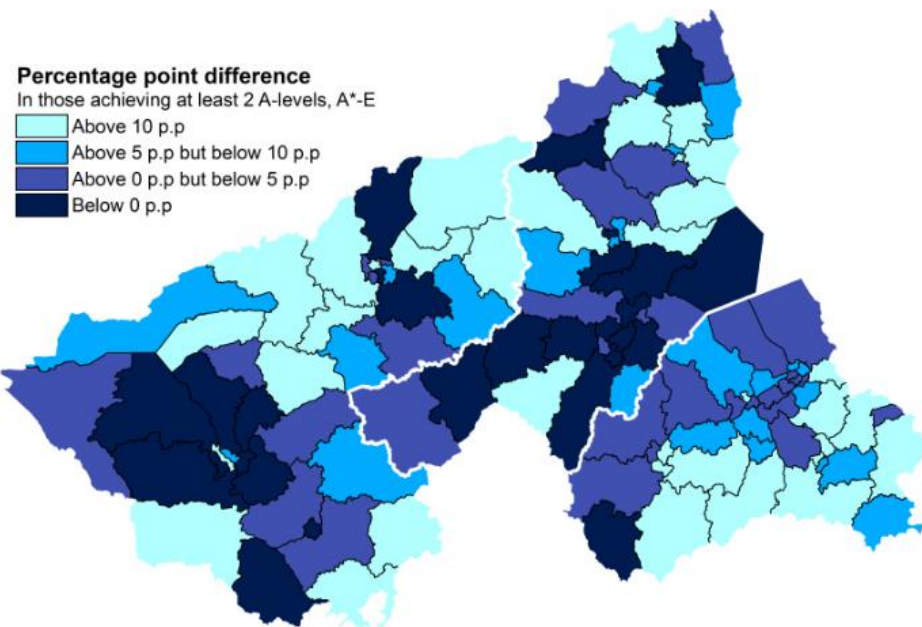 Percentage point difference
In those achieving at least 2 A-levels, A*-E
Above 10 p.p
Above 5 p.p but below 10 p.p
Above 0 p.p but below 5 p.p
Below 0 p.p